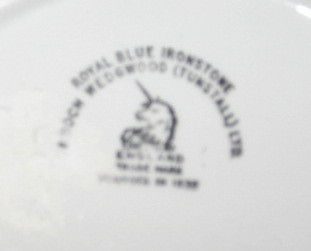 ROYAL BLUE IRONSTONE
ENOCH WEDGWOOD (TUNSTALL) LTD
ENGLAND
TRADE MARK